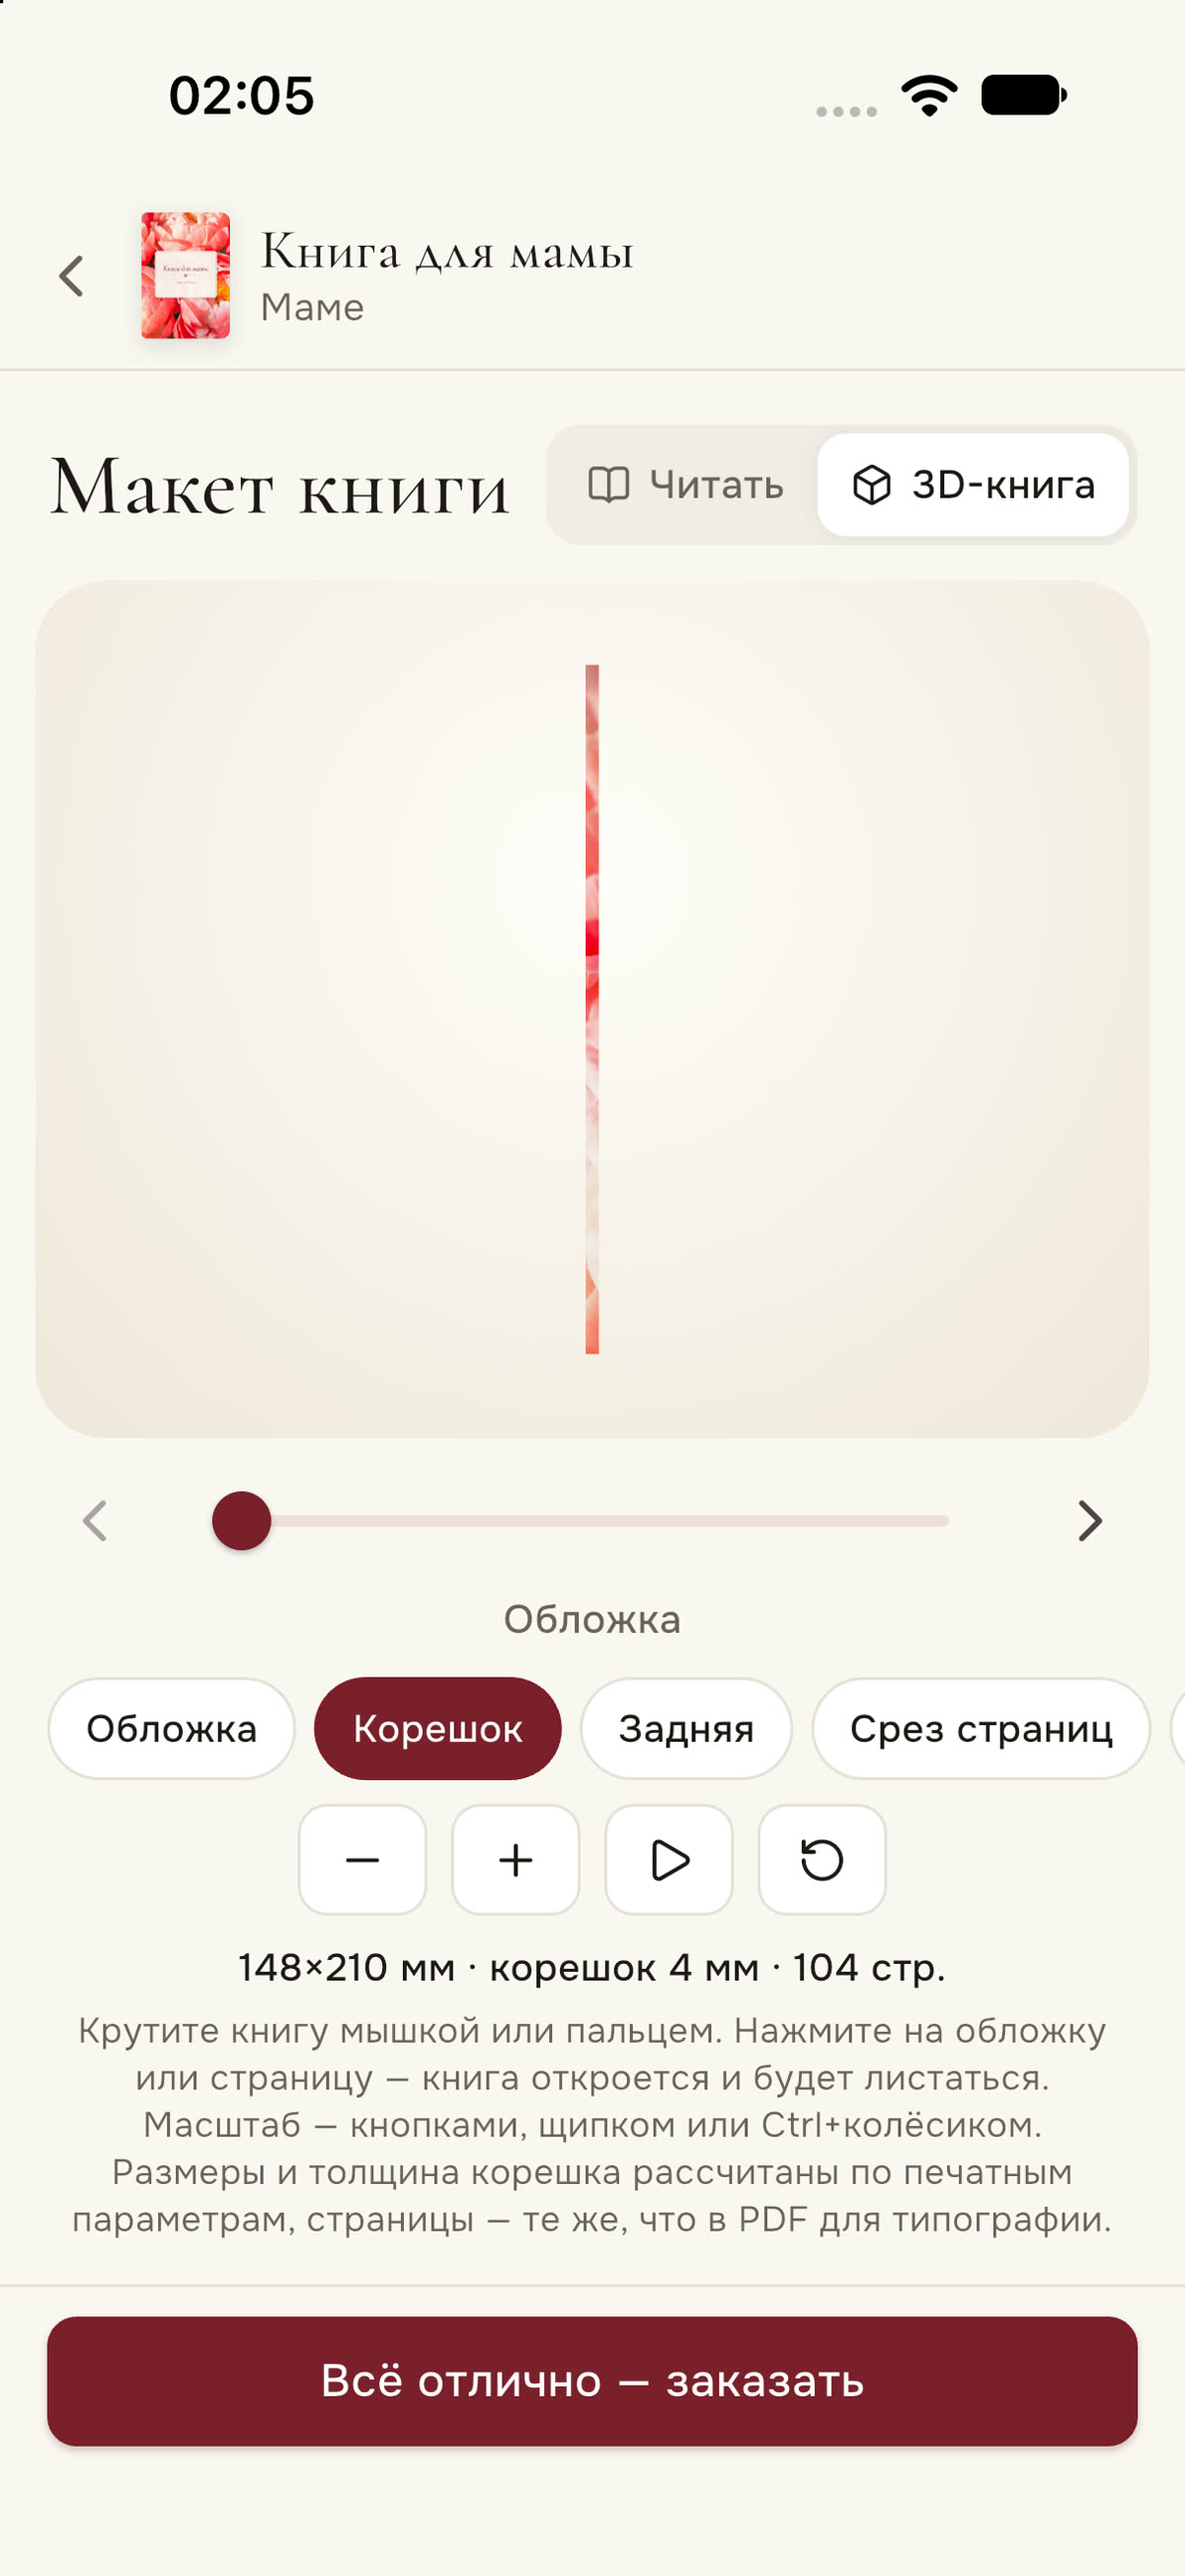 02:05
Книга для мамы
Маме
Макет книги
Читать
3D-книга
Обложка
Обложка
Корешок
Задняя
Срез страниц
148×210 мм · корешок 4 мм · 104 стр.
Крутите книгу мышкой или пальцем. Нажмите на обложку
или страницу — книга откроется и будет листаться.
Масштаб — кнопками, щипком или Ctrl+колёсиком.
Размеры и толщина корешка рассчитаны по печатным
параметрам, страницы — те же, что в PDF для типографии.
Всё отлично — заказать